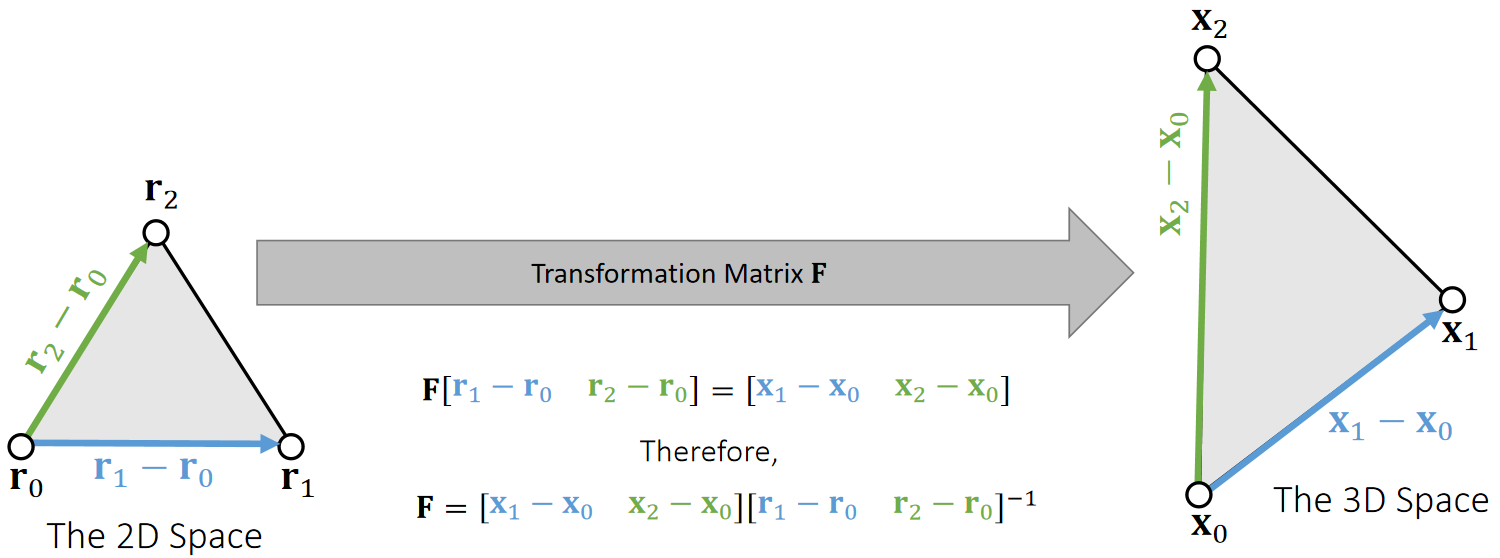 r₂
r₂ − r₀
r₀
r₁ − r₀
r₁
The 2D Space
Transformation Matrix F
F[r₁ − r₀ r₂ − r₀] = [x₁ − x₀ x₂ − x₀]
Therefore,
F = [x₁ − x₀ x₂ − x₀][r₁ − r₀ r₂ − r₀]⁻¹
x₂
x₂ − x₀
x₁
x₁ − x₀
x₀
The 3D Space